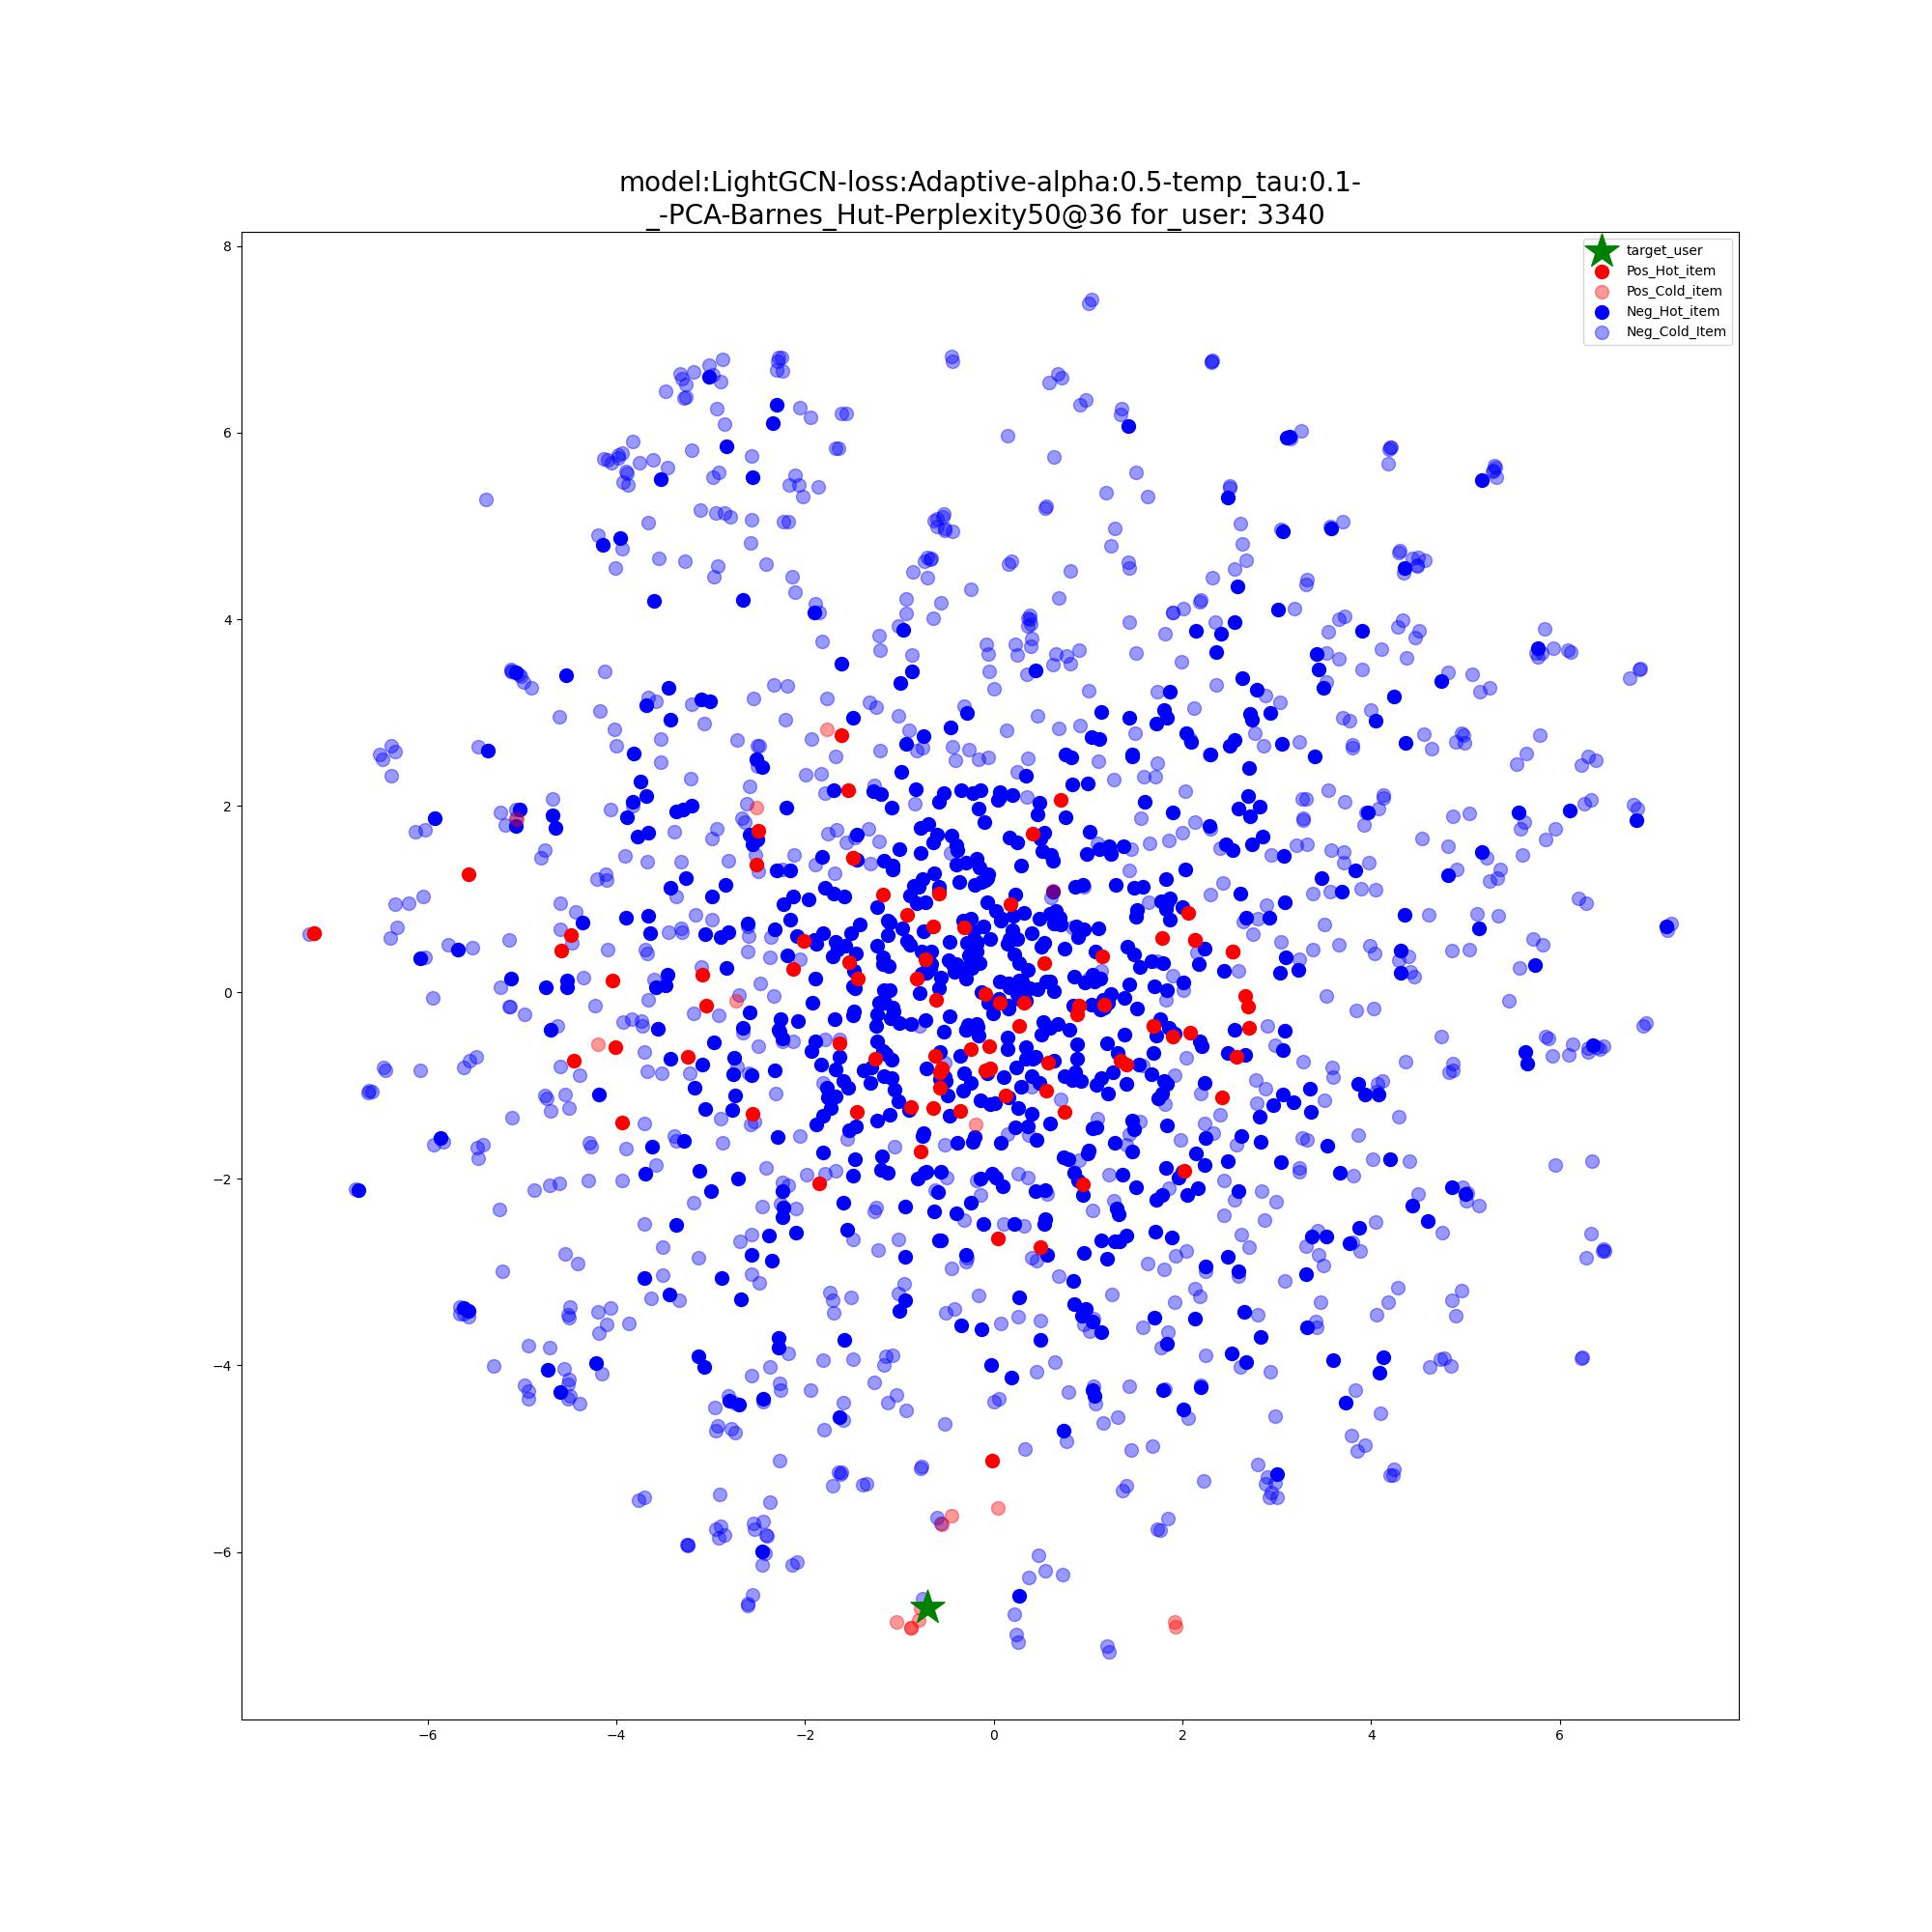 model:LightGCN-loss:Adaptive-alpha:0.5-temp_tau:0.1-
_-PCA-Barnes_Hut-Perplexity50@36 for_user: 3340
target_user
Pos_Hot_item
Pos_Cold_item
Neg_Hot_item
Neg_Cold_Item
8
6
4
2
0
−2
−4
−6
−6
−4
−2
0
2
4
6